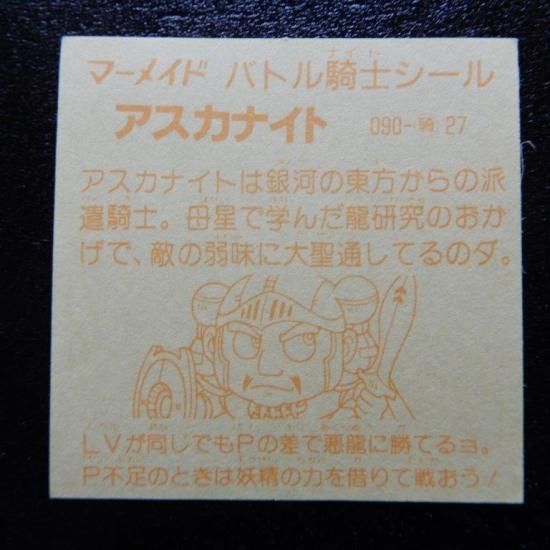 マーメイド バトル騎士シール
アスカナイト 090-騎27
アスカナイトは銀河の東方からの派
遣騎士。母星で学んだ龍研究のおか
げで、敵の弱味に大聖通してるのダ。
LVが同じでもPの差で悪龍に勝てるヨ。
P不足のときは妖精の力を借りて戦おう!